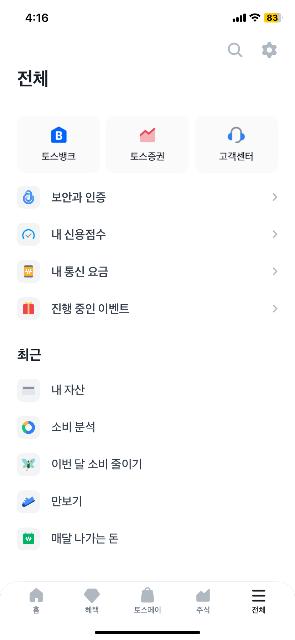 4:16
83
전체
토스뱅크
토스증권
고객센터
보안과 인증
내 신용점수
내 통신 요금
진행 중인 이벤트
최근
내 자산
소비 분석
이번 달 소비 줄이기
만보기
매달 나가는 돈
홈
혜택
토스페이
주식
전체